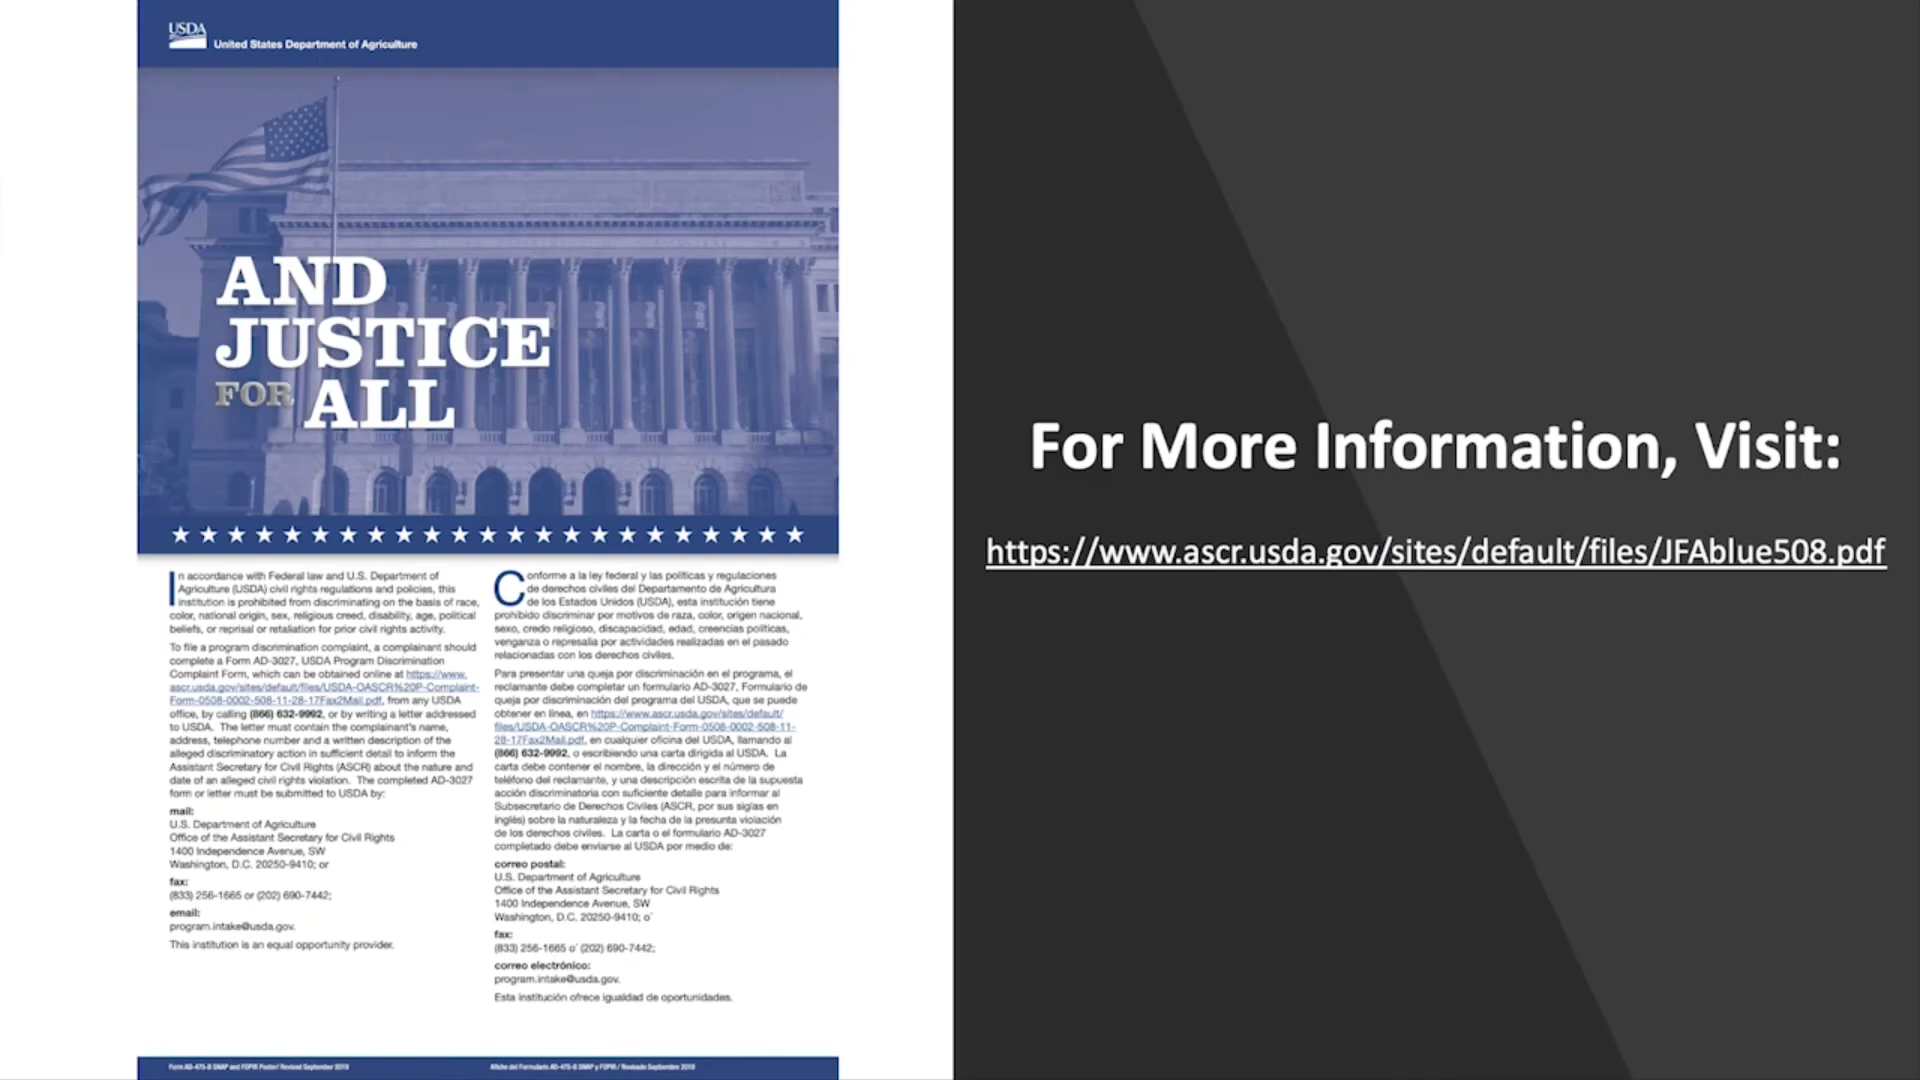 USDA
United States Department of Agriculture
AND
JUSTICE
FOR ALL
In accordance with Federal law and U.S. Department of
Agriculture (USDA) civil rights regulations and policies, this
institution is prohibited from discriminating on the basis of race,
color, national origin, sex, religious creed, disability, age, political
beliefs, or reprisal or retaliation for prior civil rights activity.
To file a program discrimination complaint, a complainant should
complete a Form AD-3027, USDA Program Discrimination
Complaint Form, which can be obtained online at https://www.
ascr.usda.gov/sites/default/files/USDA-OASCR%20P-Complaint-
Form-0508-0002-508-11-28-17Fax2Mail.pdf, from any USDA
office, by calling (866) 632-9992, or by writing a letter addressed
to USDA. The letter must contain the complainant's name,
address, telephone number and a written description of the
alleged discriminatory action in sufficient detail to inform the
Assistant Secretary for Civil Rights (ASCR) about the nature and
date of an alleged civil rights violation. The completed AD-3027
form or letter must be submitted to USDA by:
mail:
U.S. Department of Agriculture
Office of the Assistant Secretary for Civil Rights
1400 Independence Avenue, SW
Washington, D.C. 20250-9410; or
fax:
(833) 256-1665 or (202) 690-7442;
email:
program.intake@usda.gov.
This institution is an equal opportunity provider.
Conforme a la ley federal y las políticas y regulaciones
de derechos civiles del Departamento de Agricultura
de los Estados Unidos (USDA), esta institución tiene
prohibido discriminar por motivos de raza, color, origen nacional,
sexo, credo religioso, discapacidad, edad, creencias políticas,
venganza o represalia por actividades realizadas en el pasado
relacionadas con los derechos civiles.
Para presentar una queja por discriminación en el programa, el
reclamante debe completar un formulario AD-3027, Formulario de
queja por discriminación del programa del USDA, que se puede
obtener en línea, en https://www.ascr.usda.gov/sites/default/
files/USDA-OASCR%20P-Complaint-Form-0508-0002-508-11-
28-17Fax2Mail.pdf, en cualquier oficina del USDA, llamando al
(866) 632-9992, o escribiendo una carta dirigida al USDA. La
carta debe contener el nombre, la dirección y el número de
teléfono del reclamante, y una descripción escrita de la supuesta
acción discriminatoria con suficiente detalle para informar al
Subsecretario de Derechos Civiles (ASCR, por sus siglas en
inglés) sobre la naturaleza y la fecha de la presunta violación
de los derechos civiles. La carta o el formulario AD-3027
completado debe enviarse al USDA por medio de:
correo postal:
U.S. Department of Agriculture
Office of the Assistant Secretary for Civil Rights
1400 Independence Avenue, SW
Washington, D.C. 20250-9410; o´
fax:
(833) 256-1665 o´ (202) 690-7442;
correo electrónico:
program.intake@usda.gov.
Esta institución ofrece igualdad de oportunidades.
Form AD-475-B SNAP and FDPIR Poster/ Revised September 2019
Afiche del Formulario AD-475-B SNAP y FDPIR / Revisado Septiembre 2019
For More Information, Visit:
https://www.ascr.usda.gov/sites/default/files/JFAblue508.pdf